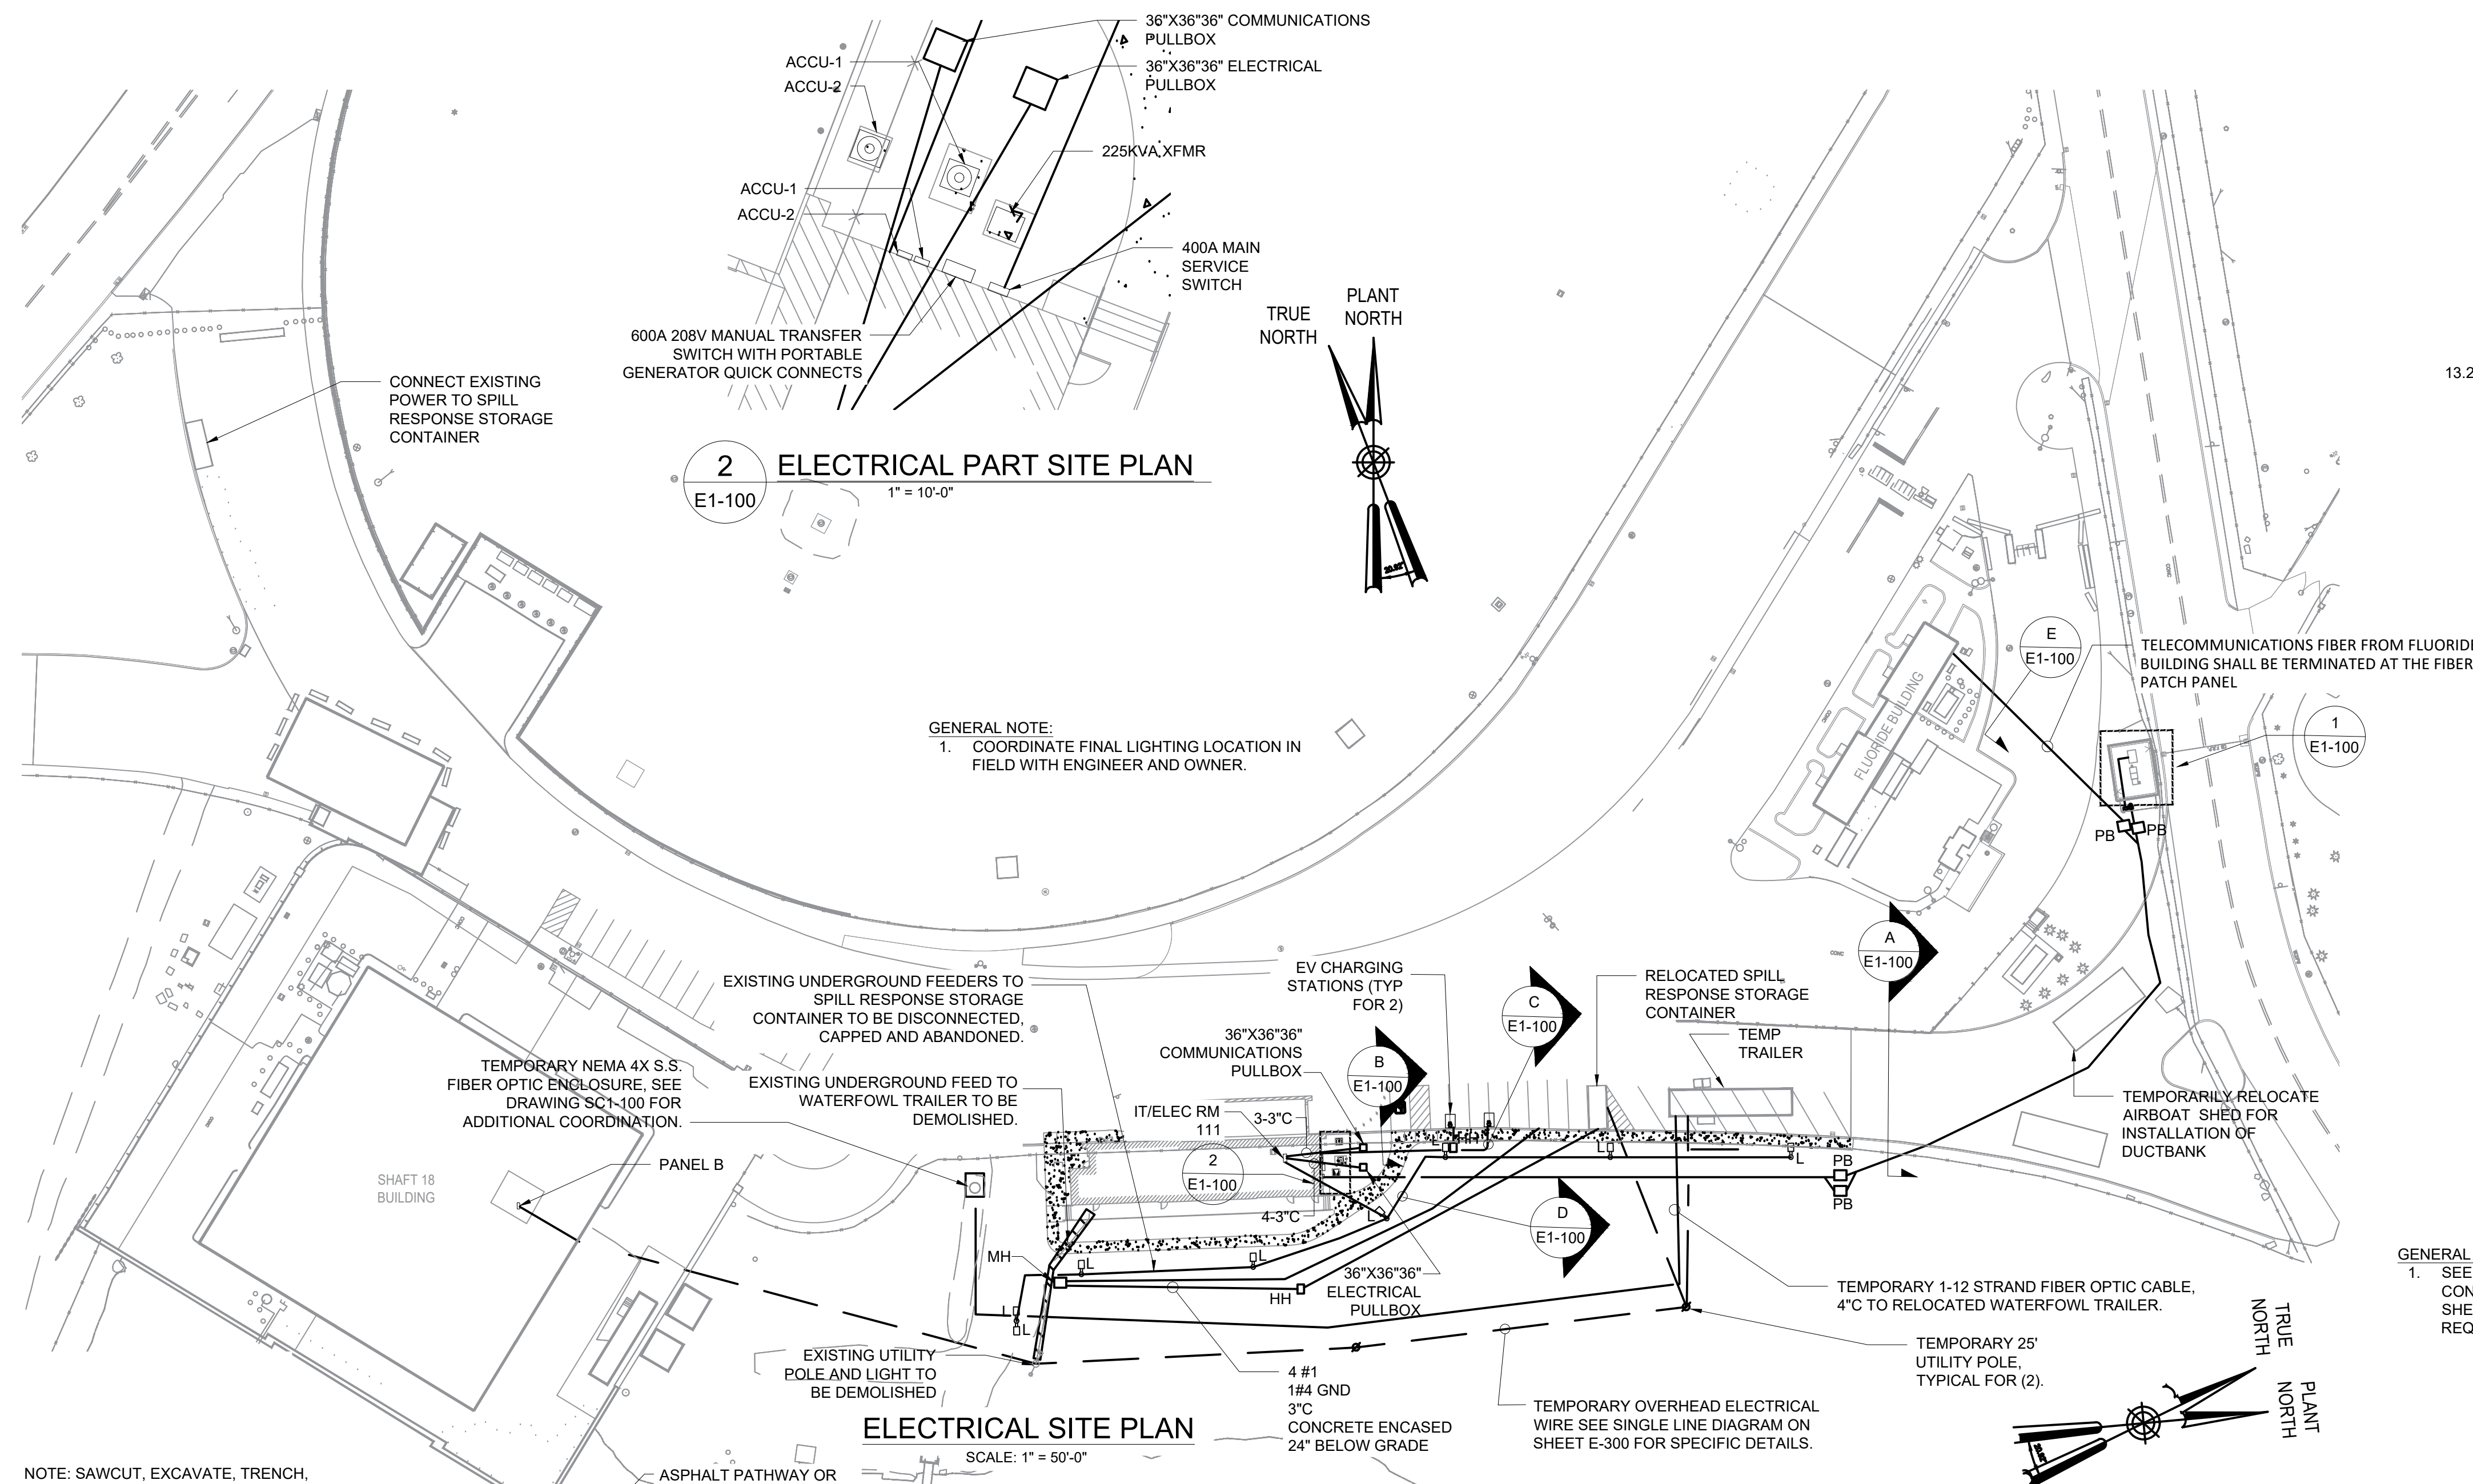 36"X36"36" COMMUNICATIONS
PULLBOX
ACCU-1
ACCU-2
36"X36"36" ELECTRICAL
PULLBOX
225KVA XFMR
ACCU-1
ACCU-2
400A MAIN
SERVICE
SWITCH
600A 208V MANUAL TRANSFER
SWITCH WITH PORTABLE
GENERATOR QUICK CONNECTS
TRUE
NORTH
PLANT
NORTH
20.92°
13.2
CONNECT EXISTING
POWER TO SPILL
RESPONSE STORAGE
CONTAINER
2
E1-100
ELECTRICAL PART SITE PLAN
1" = 10'-0"
GENERAL NOTE:
1. COORDINATE FINAL LIGHTING LOCATION IN
FIELD WITH ENGINEER AND OWNER.
E
E1-100
TELECOMMUNICATIONS FIBER FROM FLUORIDE
BUILDING SHALL BE TERMINATED AT THE FIBER
PATCH PANEL
1
E1-100
FLUORIDE BUILDING
CONC
CONC
PB
PB
A
E1-100
CONC
EXISTING UNDERGROUND FEEDERS TO
SPILL RESPONSE STORAGE
CONTAINER TO BE DISCONNECTED,
CAPPED AND ABANDONED.
EV CHARGING
STATIONS (TYP
FOR 2)
C
E1-100
RELOCATED SPILL
RESPONSE STORAGE
CONTAINER
TEMP
TRAILER
36"X36"36"
COMMUNICATIONS
PULLBOX
B
E1-100
TEMPORARY NEMA 4X S.S.
FIBER OPTIC ENCLOSURE, SEE
DRAWING SC1-100 FOR
ADDITIONAL COORDINATION.
EXISTING UNDERGROUND FEED TO
WATERFOWL TRAILER TO BE
DEMOLISHED.
IT/ELEC RM
111
3-3"C
TEMPORARILY RELOCATE
AIRBOAT SHED FOR
INSTALLATION OF
DUCTBANK
PANEL B
SHAFT 18
BUILDING
2
E1-100
L
HH
L
L
PB
PB
4-3"C
L
D
E1-100
MH
L
L
L
L
HH
36"X36"36"
ELECTRICAL
PULLBOX
TEMPORARY 1-12 STRAND FIBER OPTIC CABLE,
4"C TO RELOCATED WATERFOWL TRAILER.
GENERAL
1. SEE
CON
SHE
REQ
EXISTING UTILITY
POLE AND LIGHT TO
BE DEMOLISHED
4 #1
1#4 GND
3"C
CONCRETE ENCASED
24" BELOW GRADE
TEMPORARY 25'
UTILITY POLE,
TYPICAL FOR (2).
TEMPORARY OVERHEAD ELECTRICAL
WIRE SEE SINGLE LINE DIAGRAM ON
SHEET E-300 FOR SPECIFIC DETAILS.
TRUE
NORTH
PLANT
NORTH
20.92°
ELECTRICAL SITE PLAN
SCALE: 1" = 50'-0"
NOTE: SAWCUT, EXCAVATE, TRENCH,
ASPHALT PATHWAY OR